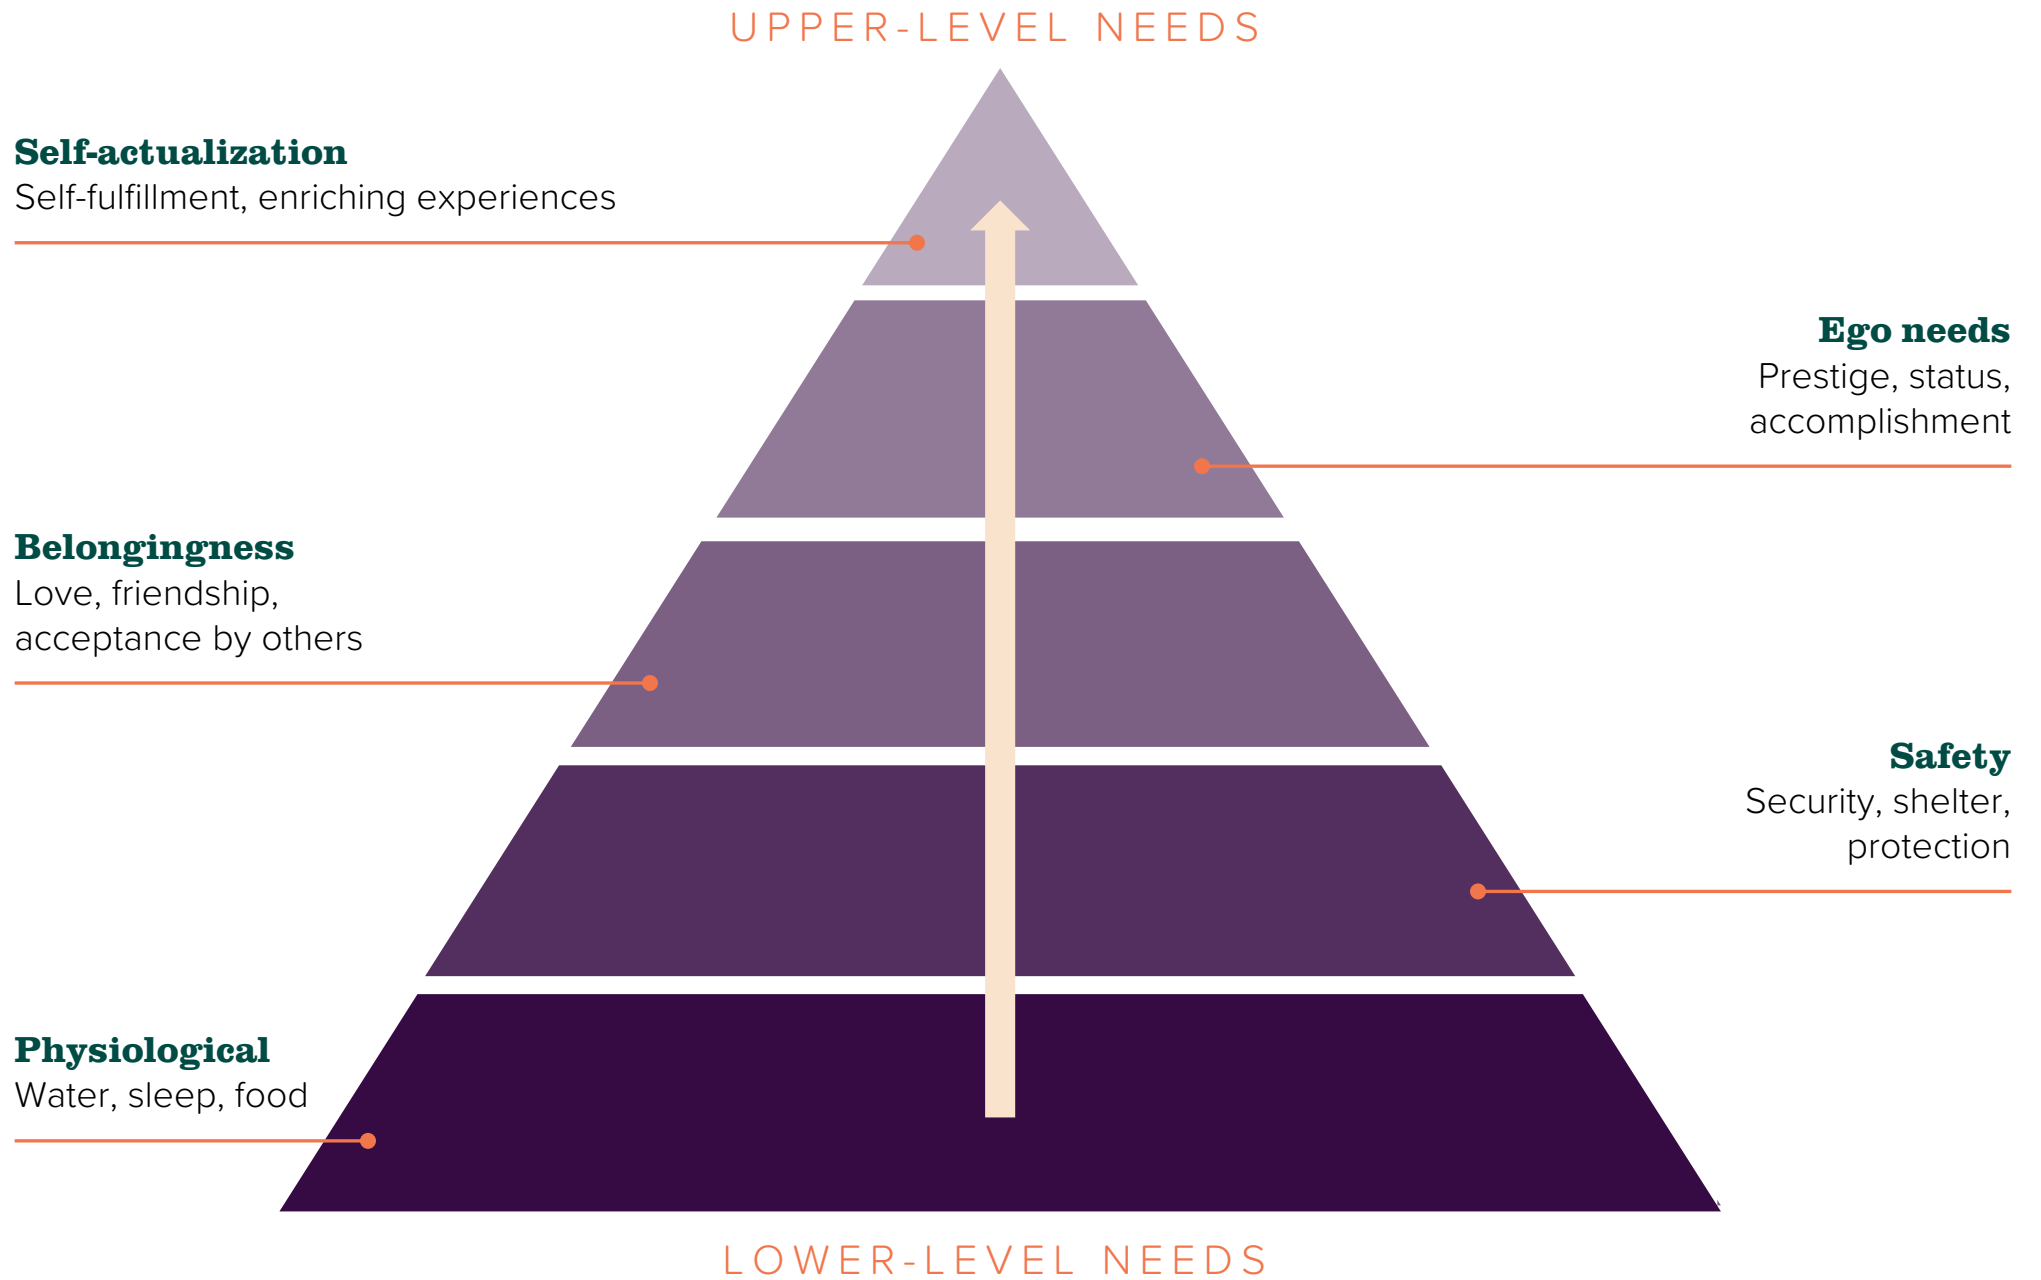 UPPER-LEVEL NEEDS
Self-actualization
Self-fulfillment, enriching experiences
Ego needs
Prestige, status,
accomplishment
Belongingness
Love, friendship,
acceptance by others
Safety
Security, shelter,
protection
Physiological
Water, sleep, food
LOWER-LEVEL NEEDS